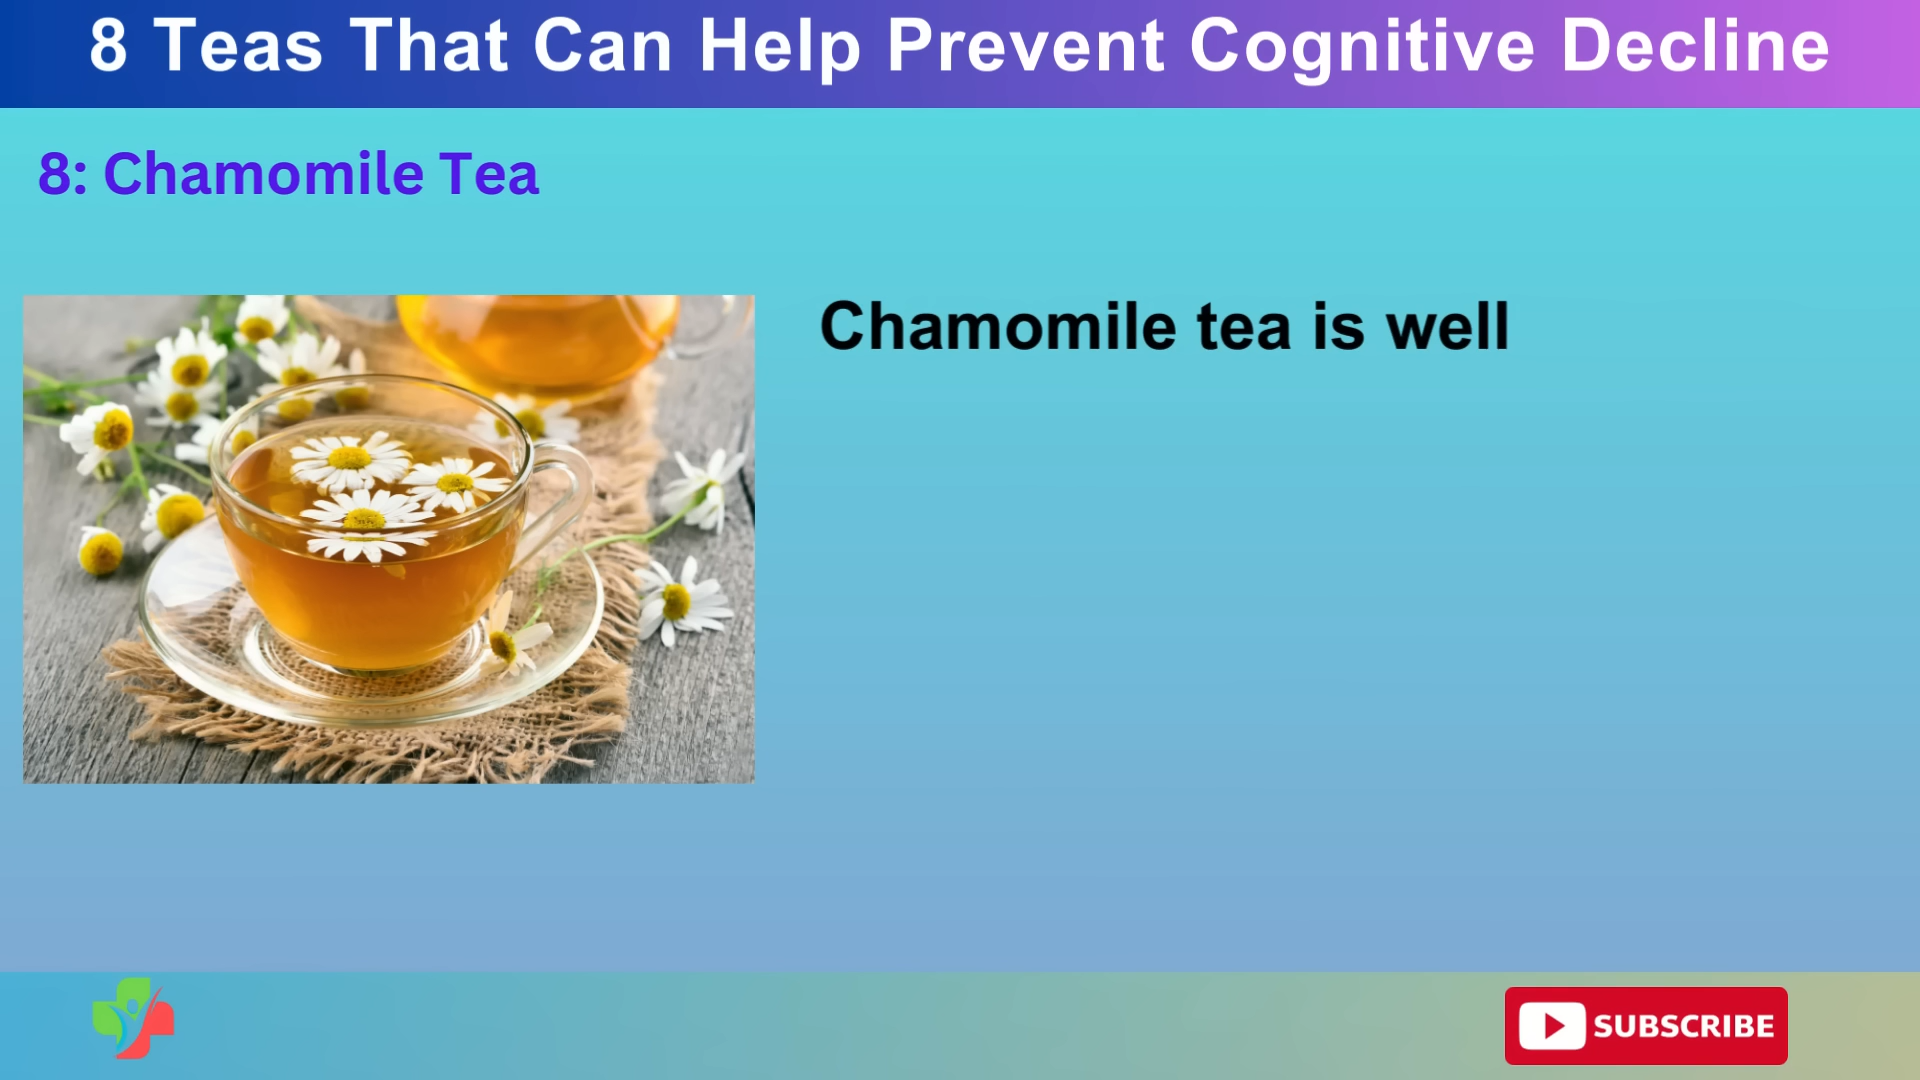 8 Teas That Can Help Prevent Cognitive Decline
8: Chamomile Tea
Chamomile tea is well
SUBSCRIBE